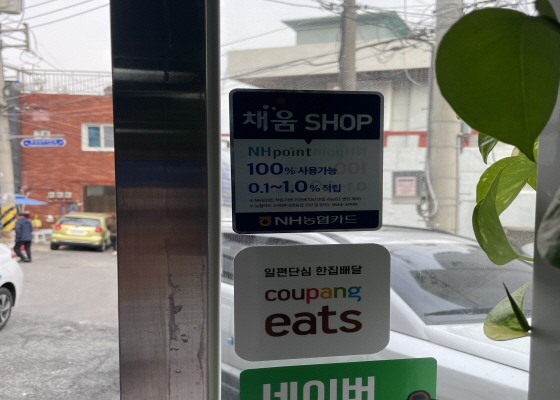 채움 SHOP
NHpoint
100% 사용가능
0.1~1.0% 적립
NH농협카드
일편단심 한집배달
coupang
eats
네이버